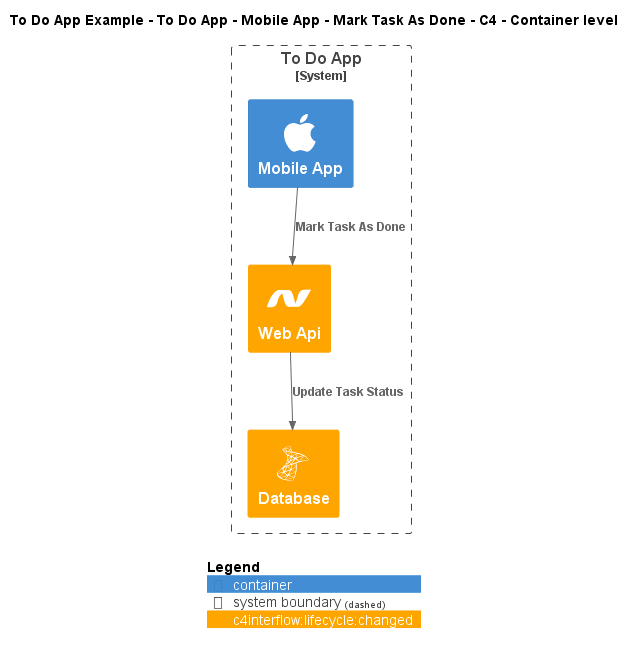 To Do App Example - To Do App - Mobile App - Mark Task As Done - C4 - Container level
To Do App
[System]
Mobile App
Mark Task As Done
Web Api
Update Task Status
Database
Legend
container
system boundary (dashed)
c4interflow:lifecycle:changed